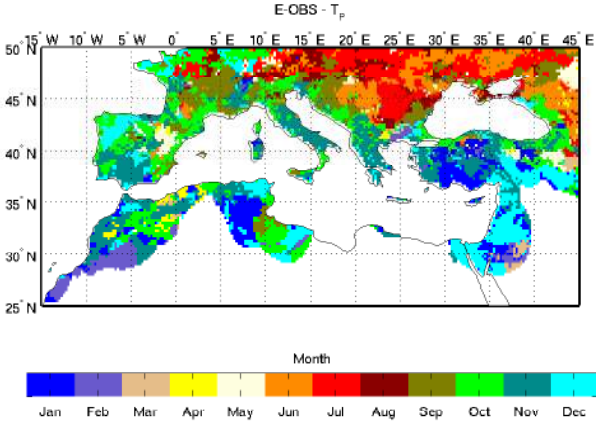 E-OBS - Tp
15° W 10° W 5° W 0° 5° E 10° E 15° E 20° E 25° E 30° E 35° E 40° E 45° E
50° N
45° N
40° N
35° N
30° N
25° N
Month
Jan Feb Mar Apr May Jun Jul Aug Sep Oct Nov Dec